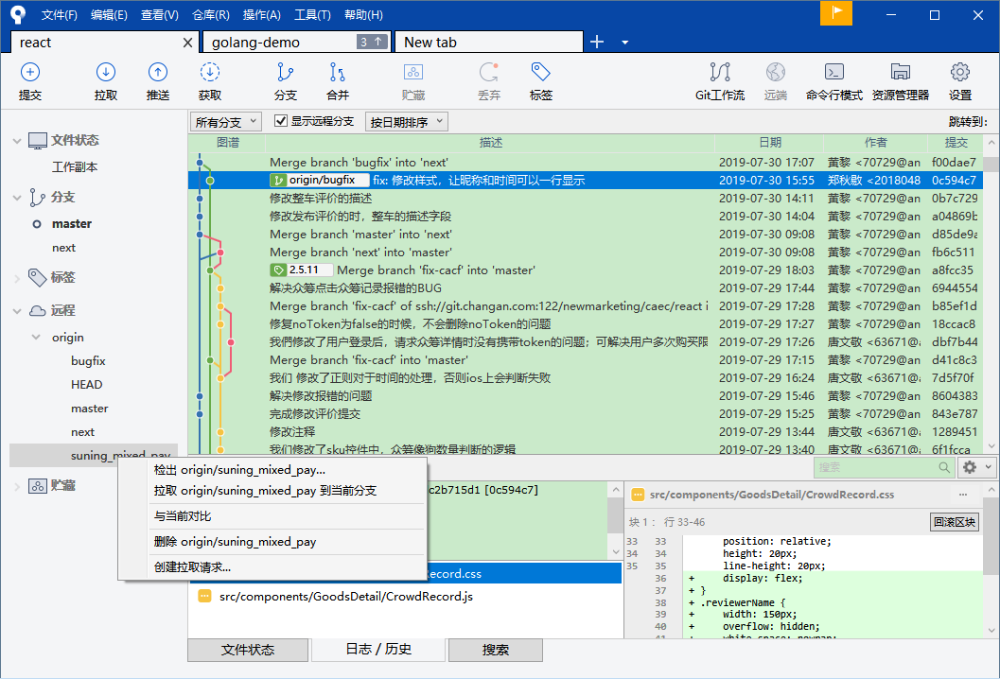 文件(F) 编辑(E) 查看(V) 仓库(R) 操作(A) 工具(T) 帮助(H)
react
golang-demo 3
New tab
提交 拉取 推送 获取 分支 合并 贮藏 丢弃 标签 Git工作流 远端 命令行模式 资源管理器 设置
所有分支 显示远程分支 按日期排序 跳转到:
图谱 描述 日期 作者 提交
文件状态
工作副本
分支
master
next
标签
远程
origin
bugfix
HEAD
master
next
suning_mixed_pay
贮藏
Merge branch 'bugfix' into 'next' 2019-07-30 17:07 黄黎 <70729@an f00dae7
origin/bugfix fix: 修改样式，让昵称和时间可以一行显示 2019-07-30 15:55 郑秋敏 <2018048 0c594c7
修改整车评价的描述 2019-07-30 14:11 黄黎 <70729@an 0b7c729
修改发布评价的时，整车的描述字段 2019-07-30 14:04 黄黎 <70729@an a04869b
Merge branch 'master' into 'next' 2019-07-30 09:08 黄黎 <70729@an d85de9a
Merge branch 'next' into 'master' 2019-07-30 09:08 黄黎 <70729@an fb6c511
2.5.11 Merge branch 'fix-cacf' into 'master' 2019-07-29 18:03 黄黎 <70729@an a8fcc35
解决众筹点击众筹记录报错的BUG 2019-07-29 17:44 黄黎 <70729@an 6944554
Merge branch 'fix-cacf' of ssh://git.changan.com:122/newmarketing/caec/react i 2019-07-29 17:28 黄黎 <70729@an b85ef1d
修复noToken为false的时候，不会删除noToken的问题 2019-07-29 17:27 黄黎 <70729@an 18ccac8
我們修改了用户登录后，请求众筹详情时没有携带token的问题；可解决用户多次购买限 2019-07-29 17:26 唐文敬 <63671@a dbf7b44
Merge branch 'fix-cacf' into 'master' 2019-07-29 17:15 黄黎 <70729@an d41c8c3
我们 修改了正则对于时间的处理，否则ios上会判断失败 2019-07-29 16:24 唐文敬 <63671@a 7d5f70f
解决修改报错的问题 2019-07-29 15:46 黄黎 <70729@an 8604383
完成修改评价提交 2019-07-29 15:25 黄黎 <70729@an 843e787
修改注释 2019-07-29 13:44 唐文敬 <63671@a 1289451
我们修改了sku控件中，众筹像狗数量判断的逻辑 2019-07-29 13:40 唐文敬 <63671@a 6f1fcca
搜索
检出 origin/suning_mixed_pay...
拉取 origin/suning_mixed_pay 到当前分支
与当前对比
删除 origin/suning_mixed_pay
创建拉取请求...
c2b715d1 [0c594c7]
ecord.css
src/components/GoodsDetail/CrowdRecord.js
src/components/GoodsDetail/CrowdRecord.css
块 1： 行 33-46 回滚区块
33 33 position: relative;
34 34 height: 20px;
35 35 line-height: 20px;
36 + display: flex;
37 + }
38 + .reviewerName {
39 + width: 150px;
40 + overflow: hidden;
41 + white-space: nowrap;
文件状态 日志 / 历史 搜索